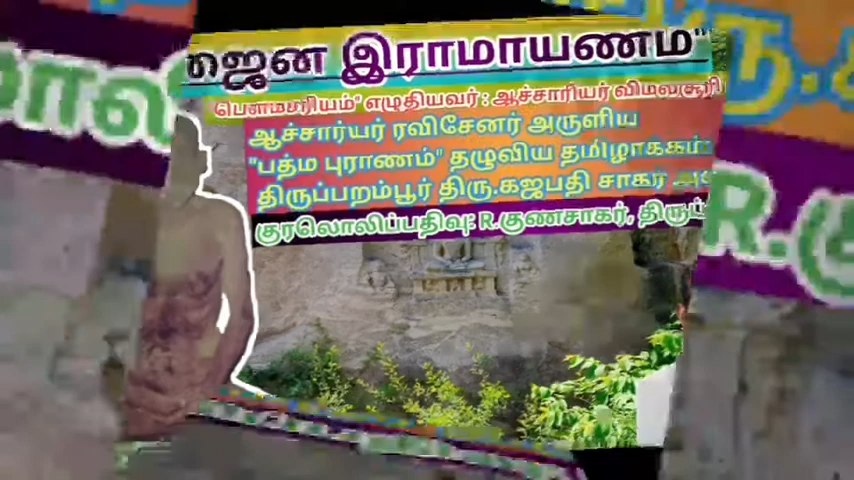 ஜைன இராமாயணம்"
பௌமசரியம்" எழுதியவர் : ஆச்சாரியர் விமலசூரி
ஆச்சார்யர் ரவிசேனர் அருளிய
"பத்ம புராணம்" தழுவிய தமிழாக்கம்
திருப்பறம்பூர் திரு.கஜபதி சாகர்
குரலொலிப்பதிவு: R.குணசாகர்,